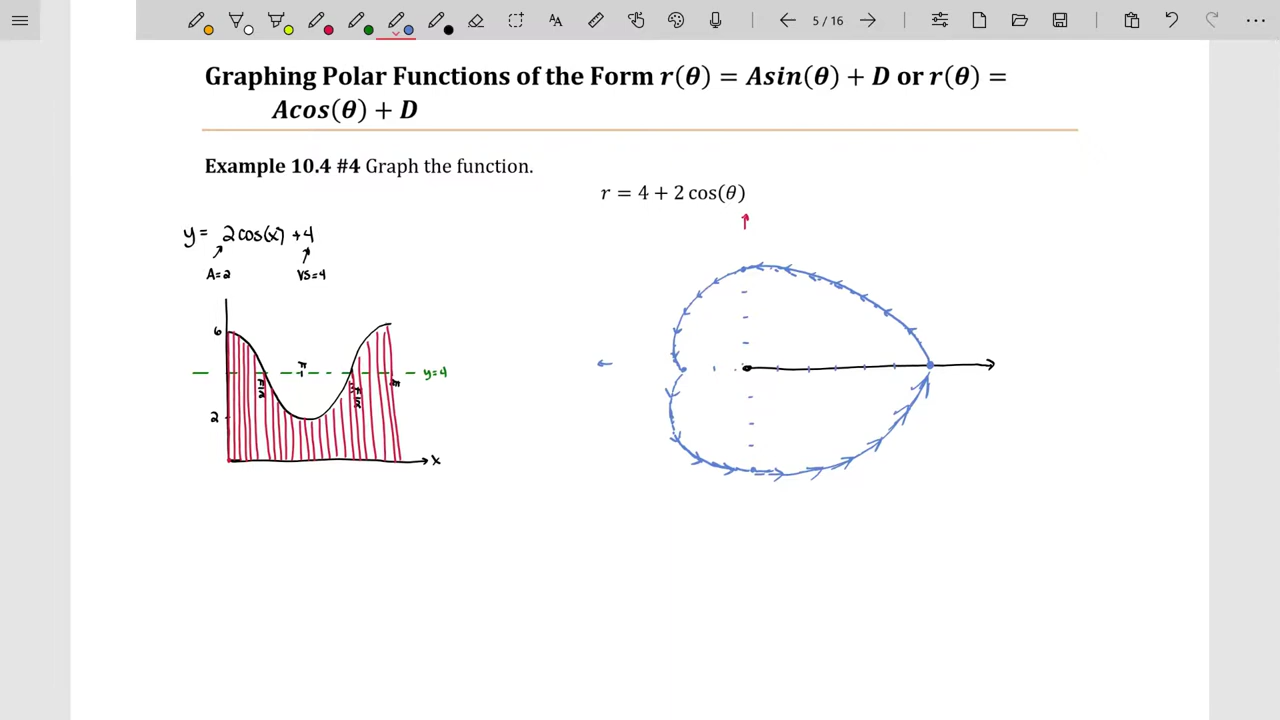 5 / 16
Graphing Polar Functions of the Form r(θ) = Asin(θ) + D or r(θ) =
Acos(θ) + D
Example 10.4 #4 Graph the function.
r = 4 + 2 cos(θ)
y = 2cos(x) +4
A=2 VS=4
6
π
y=4
2
x